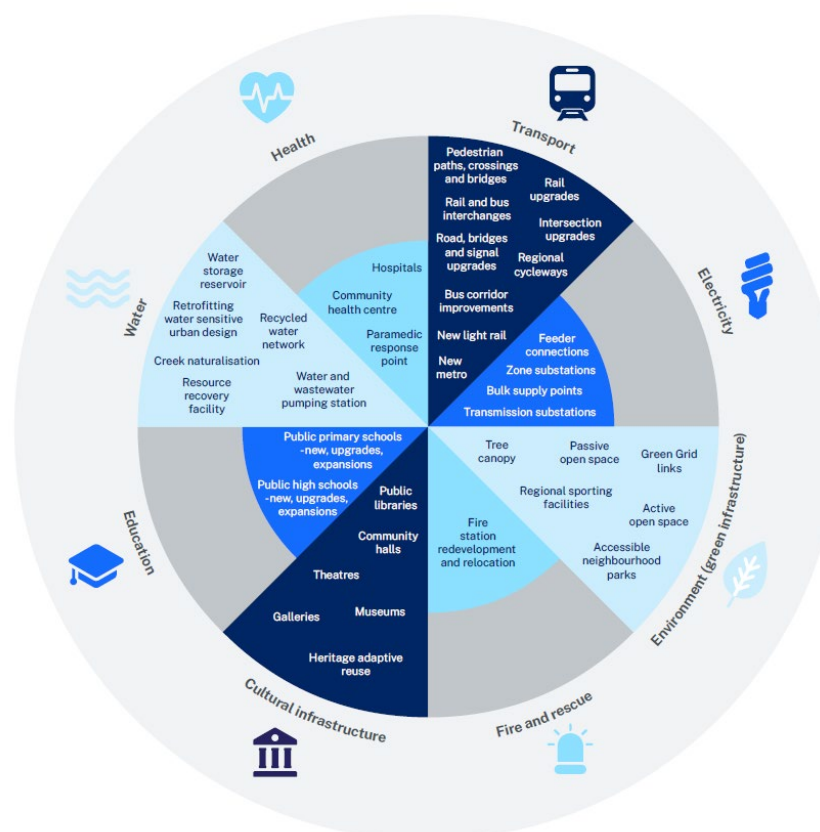 Health
Transport
Electricity
Environment (green infrastructure)
Fire and rescue
Cultural infrastructure
Education
Water
Pedestrian
paths, crossings
and bridges
Rail
upgrades
Rail and bus
interchanges
Intersection
upgrades
Road, bridges
and signal
upgrades
Regional
cycleways
Bus corridor
improvements
New light rail
New
metro
Feeder
connections
Zone substations
Bulk supply points
Transmission substations
Tree
canopy
Passive
open space
Green Grid
links
Regional sporting
facilities
Active
open space
Accessible
neighbourhood
parks
Fire
station
redevelopment
and relocation
Public
libraries
Community
halls
Theatres
Galleries
Museums
Heritage adaptive
reuse
Public primary schools
-new, upgrades,
expansions
Public high schools
-new, upgrades,
expansions
Water
storage
reservoir
Retrofitting
water sensitive
urban design
Recycled
water
network
Creek naturalisation
Resource
recovery
facility
Water and
wastewater
pumping station
Hospitals
Community
health centre
Paramedic
response
point